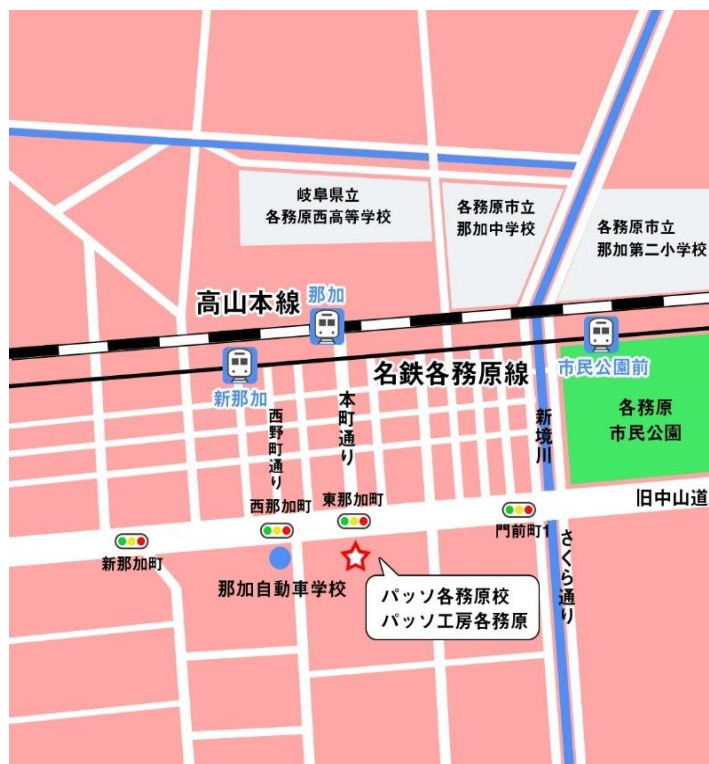 岐阜県立
各務原西高等学校
各務原市立
那加中学校
各務原市立
那加第二小学校
高山本線
那加
新那加
名鉄各務原線
市民公園前
各務原
市民公園
西野町通り
本町通り
新境川
西那加町
東那加町
門前町1
旧中山道
新那加町
那加自動車学校
さくら通り
パッソ各務原校
パッソ工房各務原